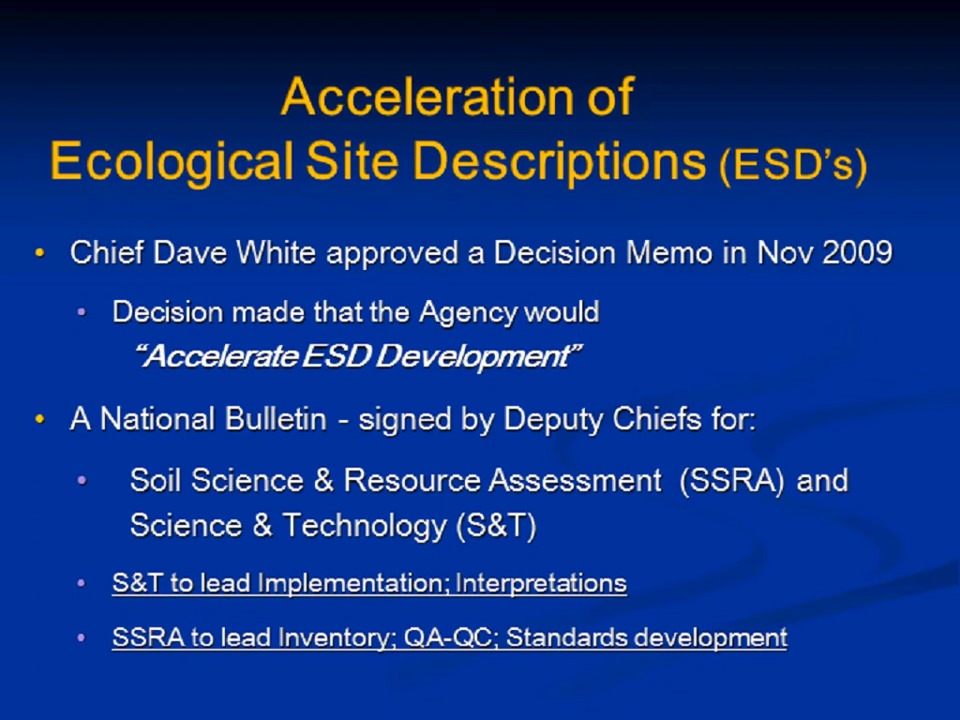 Acceleration of
Ecological Site Descriptions (ESD's)
• Chief Dave White approved a Decision Memo in Nov 2009
• Decision made that the Agency would
“Accelerate ESD Development”
• A National Bulletin - signed by Deputy Chiefs for:
• Soil Science & Resource Assessment (SSRA) and
Science & Technology (S&T)
• S&T to lead Implementation; Interpretations
• SSRA to lead Inventory; QA-QC; Standards development